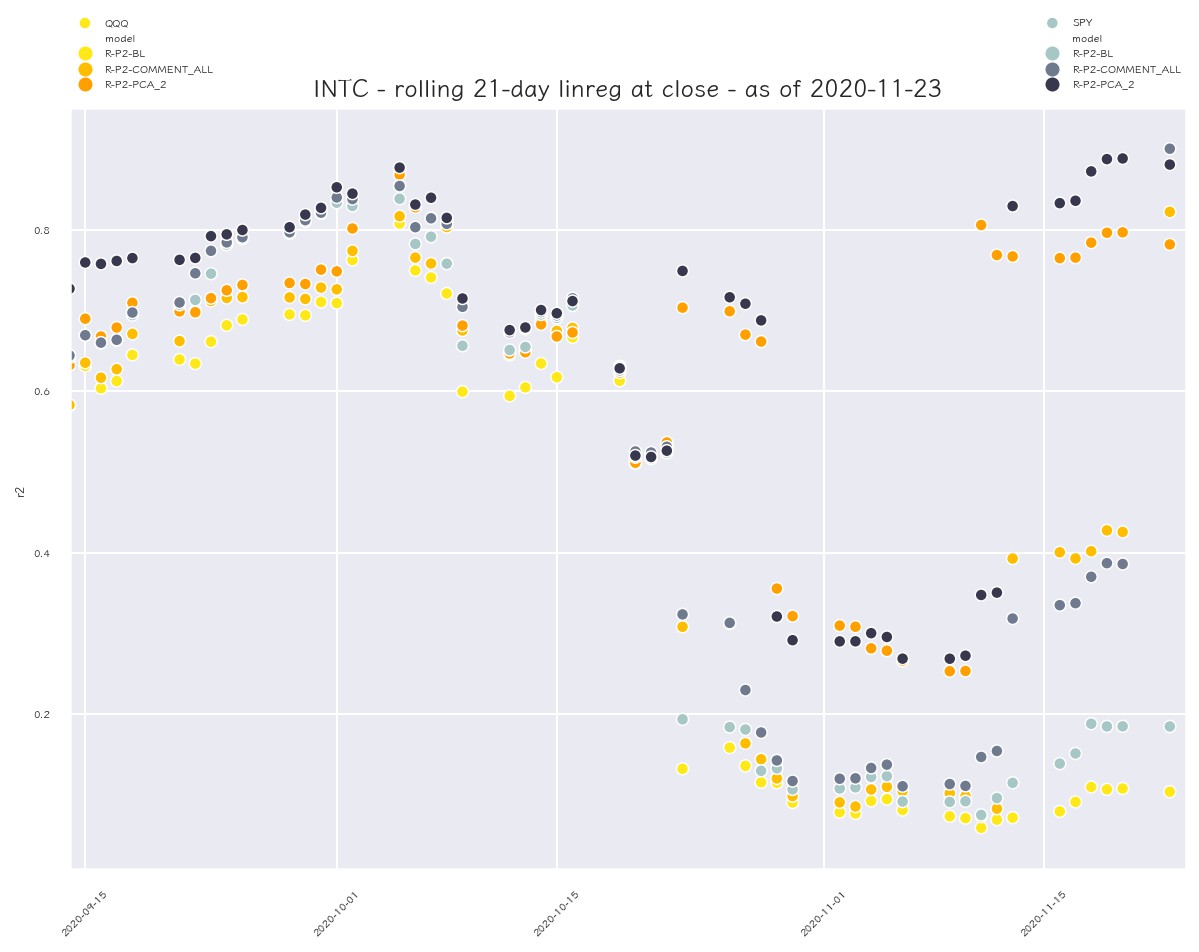 QQQ
model
R-P2-BL
R-P2-COMMENT_ALL
R-P2-PCA_2
SPY
model
R-P2-BL
R-P2-COMMENT_ALL
R-P2-PCA_2
INTC - rolling 21-day linreg at close - as of 2020-11-23
0.8
0.6
r2
0.4
0.2
2020-09-15
2020-10-01
2020-10-15
2020-11-01
2020-11-15